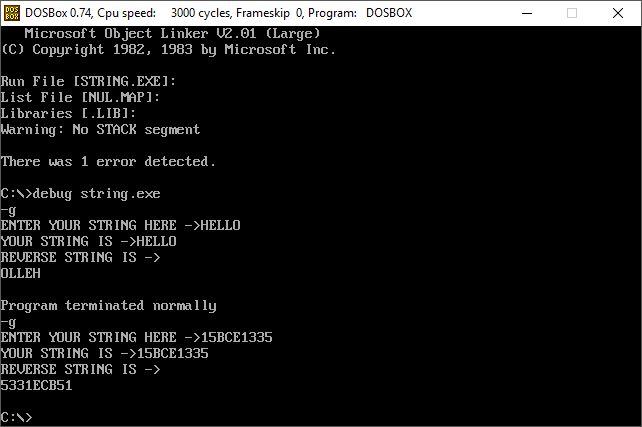 DOS
BOX
DOSBox 0.74, Cpu speed: 3000 cycles, Frameskip 0, Program: DOSBOX
Microsoft Object Linker V2.01 (Large)
(C) Copyright 1982, 1983 by Microsoft Inc.
Run File [STRING.EXE]:
List File [NUL.MAP]:
Libraries [.LIB]:
Warning: No STACK segment
There was 1 error detected.
C:\>debug string.exe
-g
ENTER YOUR STRING HERE ->HELLO
YOUR STRING IS ->HELLO
REVERSE STRING IS ->
OLLEH
Program terminated normally
-g
ENTER YOUR STRING HERE ->15BCE1335
YOUR STRING IS ->15BCE1335
REVERSE STRING IS ->
5331ECB51
C:\>